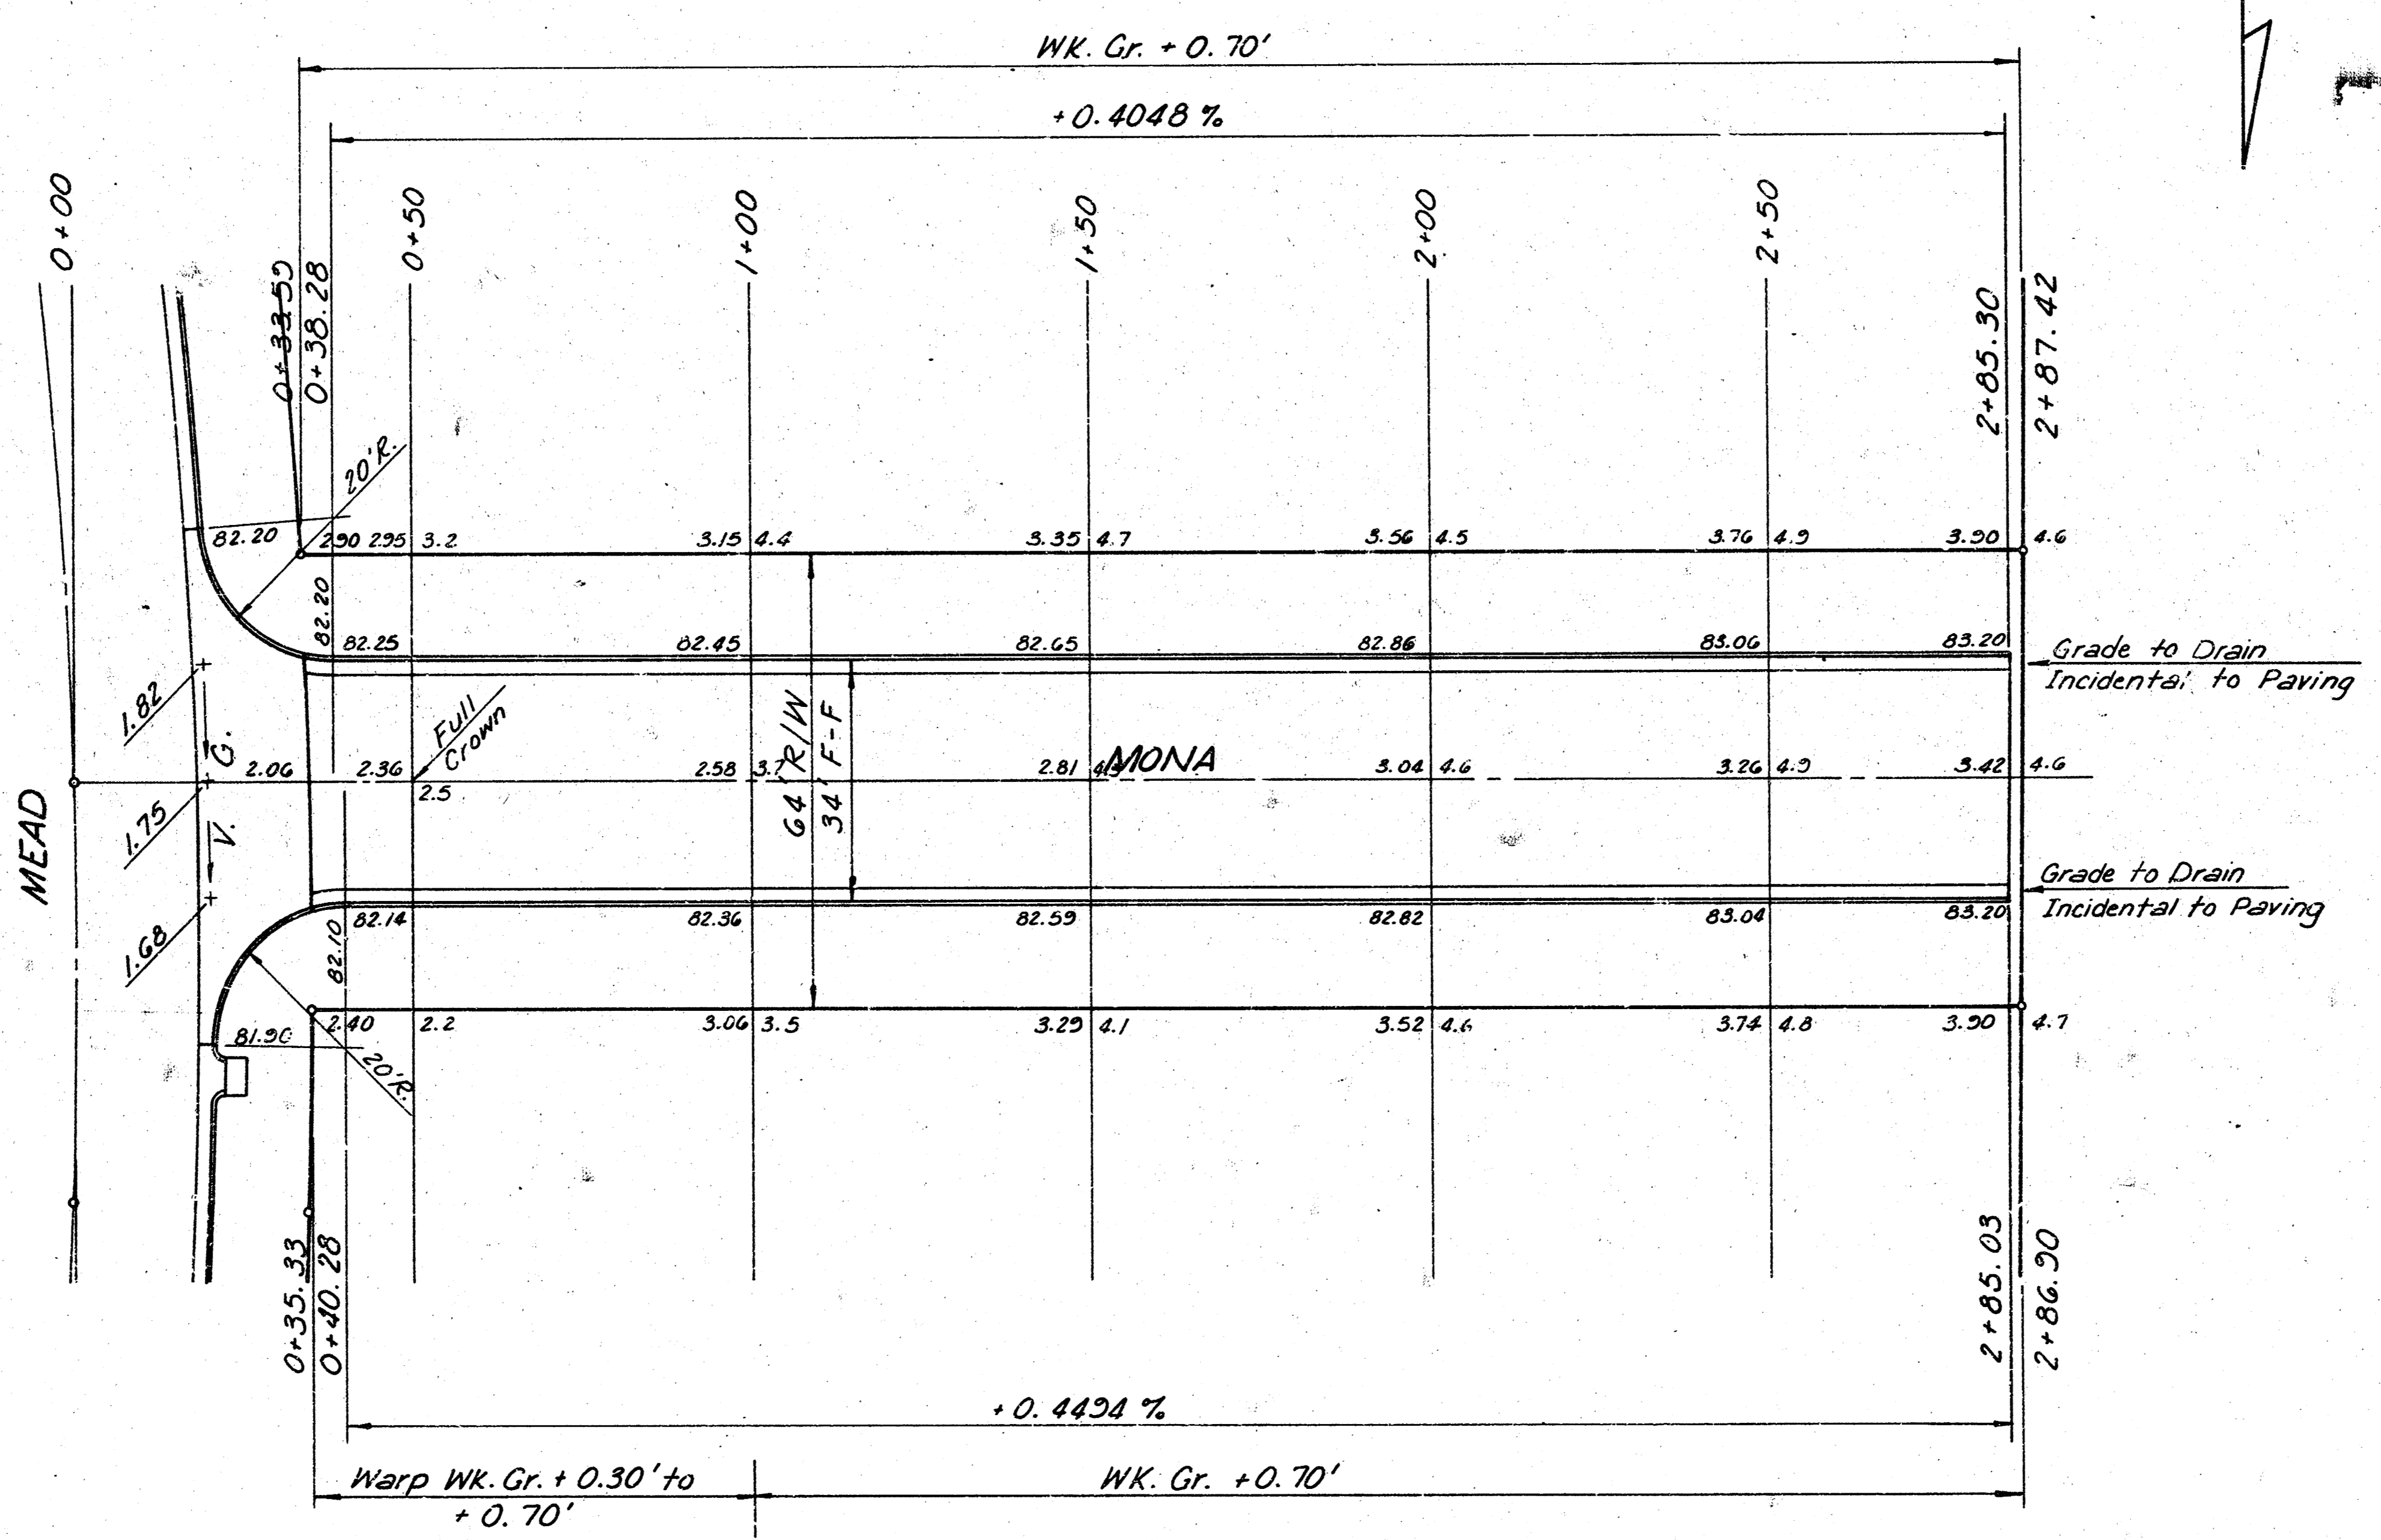 WK. Gr. + 0.70'
+ 0.4048 %
0+00
0+33.59
0+38.28
0+50
1+00
1+50
2+00
2+50
2+85.30
2+87.42
20'R.
82.20
2.90 2.95 3.2
3.15 4.4
3.35 4.7
3.56 4.5
3.76 4.9
3.90 4.6
82.20
82.25
82.45
82.65
82.86
83.06
83.20
Grade to Drain
Incidental to Paving
1.82
G.
Full
Crown
64' R/W
34' F-F
MONA
2.06
2.36
2.5
2.58 3.7
2.81
3.04 4.6
3.26 4.9
3.42 4.6
MEAD
1.75
V.
1.68
82.10
82.14
82.36
82.59
82.82
83.04
83.20
Grade to Drain
Incidental to Paving
81.90
2.40 2.2
3.06 3.5
3.29 4.1
3.52 4.6
3.74 4.8
3.90 4.7
20'R.
0+35.33
0+40.28
2+85.03
2+86.90
+ 0.4494 %
Warp WK. Gr. + 0.30' to
+ 0.70'
WK. Gr. + 0.70'